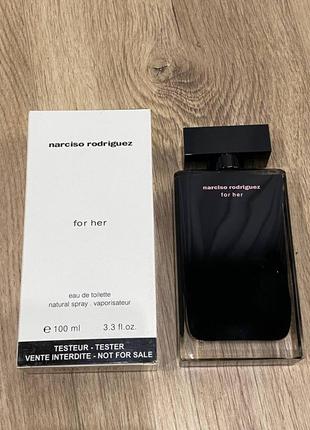 narciso rodriguez
for her
eau de toilette
natural spray . vaporisateur
℮ 100 ml 3.3 fl.oz.
TESTEUR - TESTER
VENTE INTERDITE - NOT FOR SALE
narciso rodriguez
for her